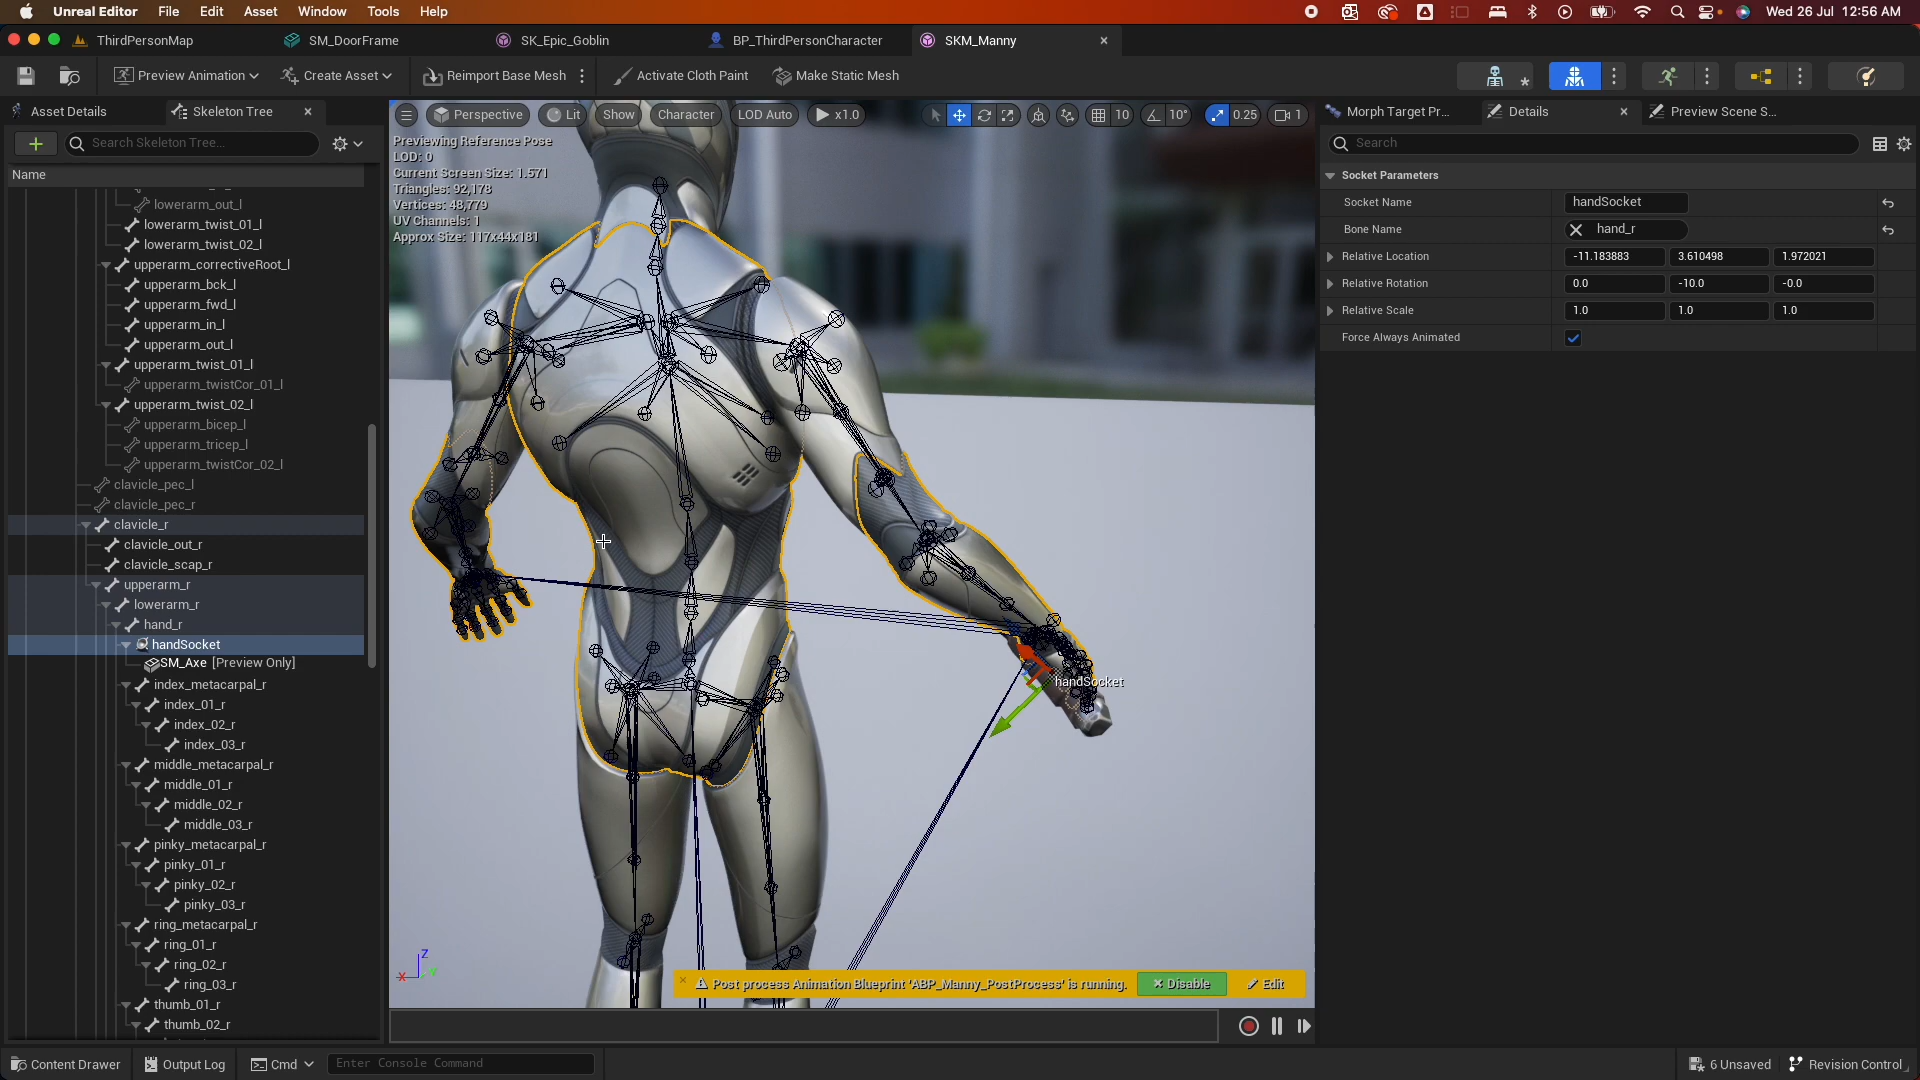 Unreal Editor File Edit Asset Window Tools Help
Wed 26 Jul 12:56 AM
ThirdPersonMap SM_DoorFrame SK_Epic_Goblin BP_ThirdPersonCharacter SKM_Manny
Preview Animation Create Asset Reimport Base Mesh Activate Cloth Paint Make Static Mesh
Asset Details Skeleton Tree
Search Skeleton Tree...
Name
lowerarm_out_l
lowerarm_twist_01_l
lowerarm_twist_02_l
upperarm_correctiveRoot_l
upperarm_bck_l
upperarm_fwd_l
upperarm_in_l
upperarm_out_l
upperarm_twist_01_l
upperarm_twistCor_01_l
upperarm_twist_02_l
upperarm_bicep_l
upperarm_tricep_l
upperarm_twistCor_02_l
clavicle_pec_l
clavicle_pec_r
clavicle_r
clavicle_out_r
clavicle_scap_r
upperarm_r
lowerarm_r
hand_r
handSocket
SM_Axe [Preview Only]
index_metacarpal_r
index_01_r
index_02_r
index_03_r
middle_metacarpal_r
middle_01_r
middle_02_r
middle_03_r
pinky_metacarpal_r
pinky_01_r
pinky_02_r
pinky_03_r
ring_metacarpal_r
ring_01_r
ring_02_r
ring_03_r
thumb_01_r
thumb_02_r
Perspective Lit Show Character LOD Auto x1.0 10 10° 0.25 1
Previewing Reference Pose
LOD: 0
Current Screen Size: 1.571
Triangles: 92,178
Vertices: 48,779
UV Channels: 1
Approx Size: 117x44x181
handSocket
Z
X Y
Post process Animation Blueprint 'ABP_Manny_PostProcess' is running. Disable Edit
Morph Target Pr... Details Preview Scene S...
Search
Socket Parameters
Socket Name handSocket
Bone Name hand_r
Relative Location -11.183883 3.610498 1.972021
Relative Rotation 0.0 -10.0 -0.0
Relative Scale 1.0 1.0 1.0
Force Always Animated
Content Drawer Output Log Cmd Enter Console Command 6 Unsaved Revision Control